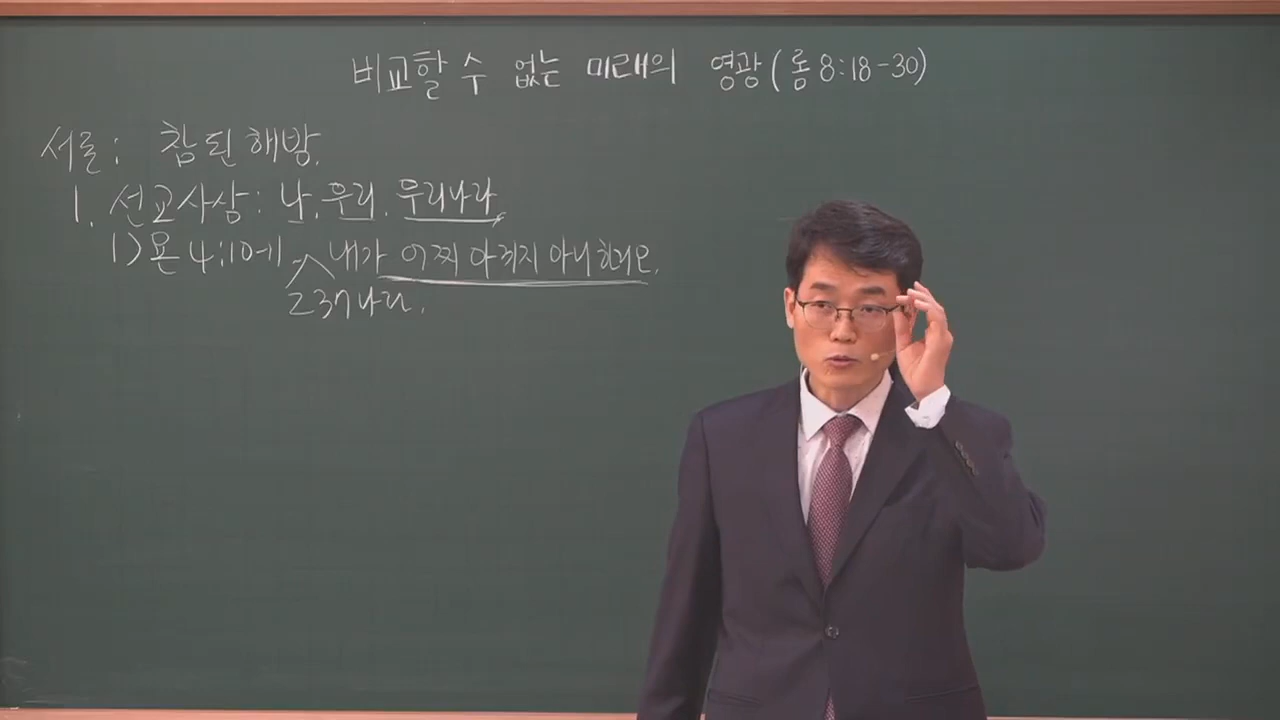 비교할 수 없는 미래의 영광(롬 8:18-30)
서론: 참된 해방.
1. 선교사상: 나. 우리. 우리나라,
1) 욘 4:10에 내가 어찌 아끼지 아니하려오.
237나라.